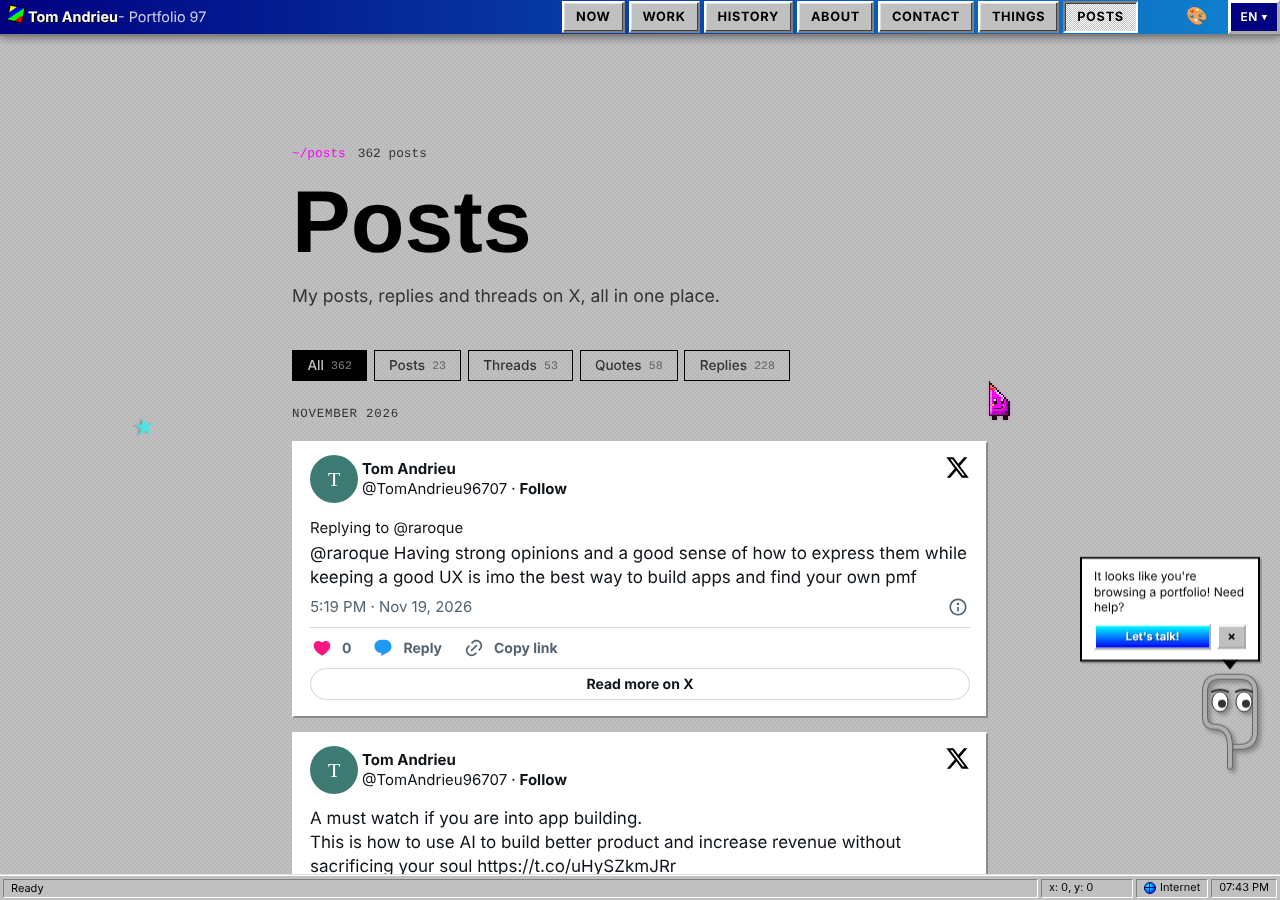 Tom Andrieu - Portfolio 97
NOW WORK HISTORY ABOUT CONTACT THINGS POSTS EN ▾
~/posts 362 posts
Posts
My posts, replies and threads on X, all in one place.
All 362 Posts 23 Threads 53 Quotes 58 Replies 228
NOVEMBER 2026
Tom Andrieu
@TomAndrieu96707 · Follow
Replying to @raroque
@raroque Having strong opinions and a good sense of how to express them while
keeping a good UX is imo the best way to build apps and find your own pmf
5:19 PM · Nov 19, 2026
0 Reply Copy link
Read more on X
It looks like you're
browsing a portfolio! Need
help?
Let's talk! ×
Tom Andrieu
@TomAndrieu96707 · Follow
A must watch if you are into app building.
This is how to use AI to build better product and increase revenue without
sacrificing your soul https://t.co/uHySZkmJRr
Ready x: 0, y: 0 Internet 07:43 PM